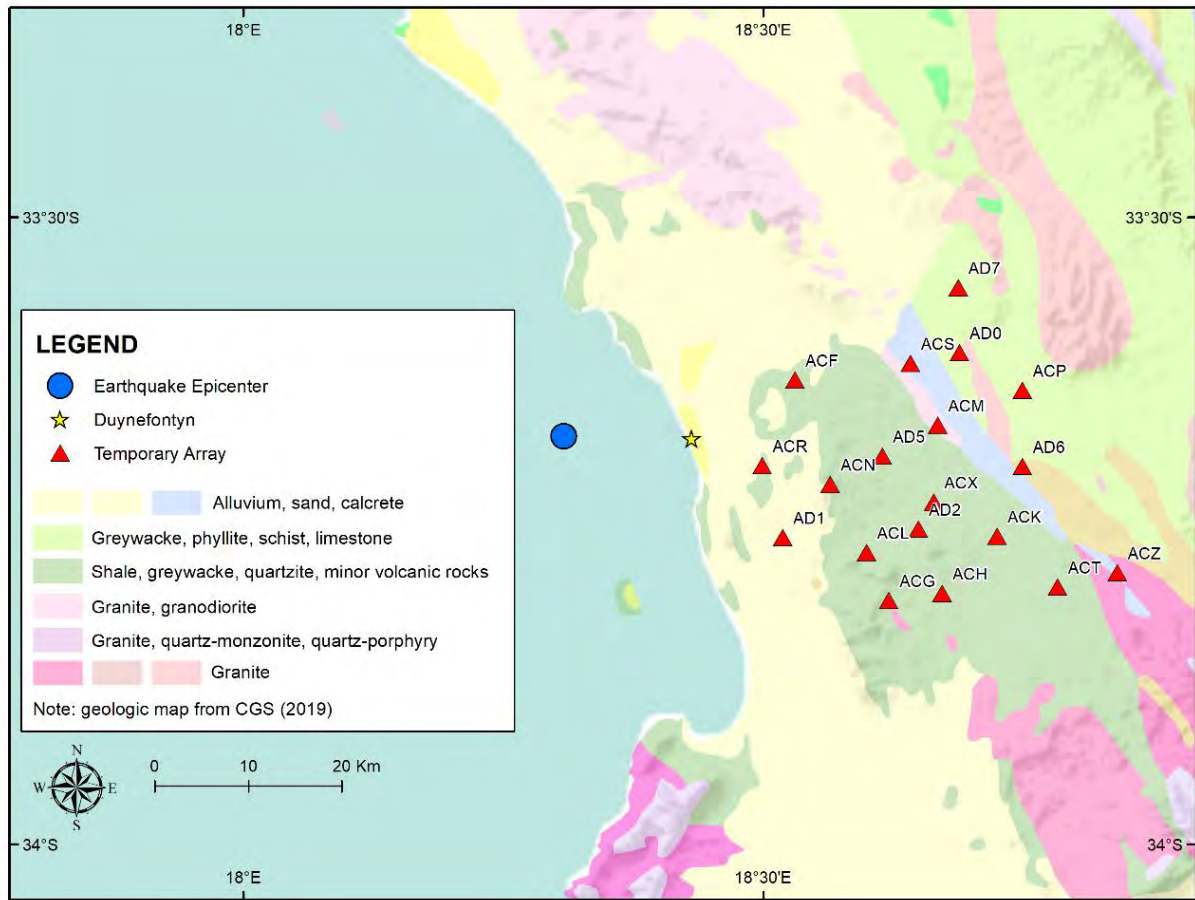 18°E
18°30'E
33°30'S
33°30'S
AD7
AD0
ACS
ACP
ACF
ACM
AD5
AD6
ACR
ACN
ACX
AD2
ACK
AD1
ACL
ACZ
ACT
ACG
ACH
LEGEND
Earthquake Epicenter
Duynefontyn
Temporary Array
Alluvium, sand, calcrete
Greywacke, phyllite, schist, limestone
Shale, greywacke, quartzite, minor volcanic rocks
Granite, granodiorite
Granite, quartz-monzonite, quartz-porphyry
Granite
Note: geologic map from CGS (2019)
N
W E
S
0 10 20 Km
34°S
34°S
18°E
18°30'E